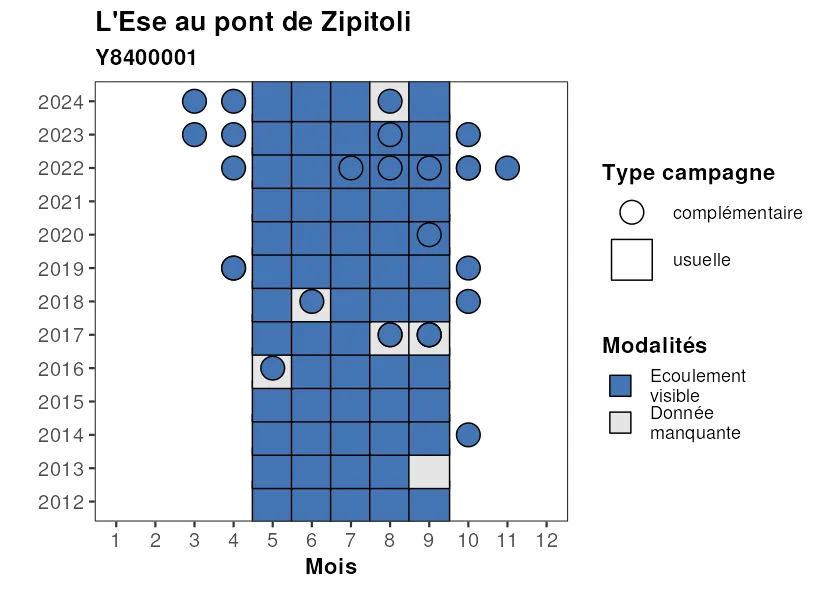 L'Ese au pont de Zipitoli
Y8400001
2024
2023
2022
2021
2020
2019
2018
2017
2016
2015
2014
2013
2012
1 2 3 4 5 6 7 8 9 10 11 12
Mois
Type campagne
complémentaire
usuelle
Modalités
Ecoulement
visible
Donnée
manquante